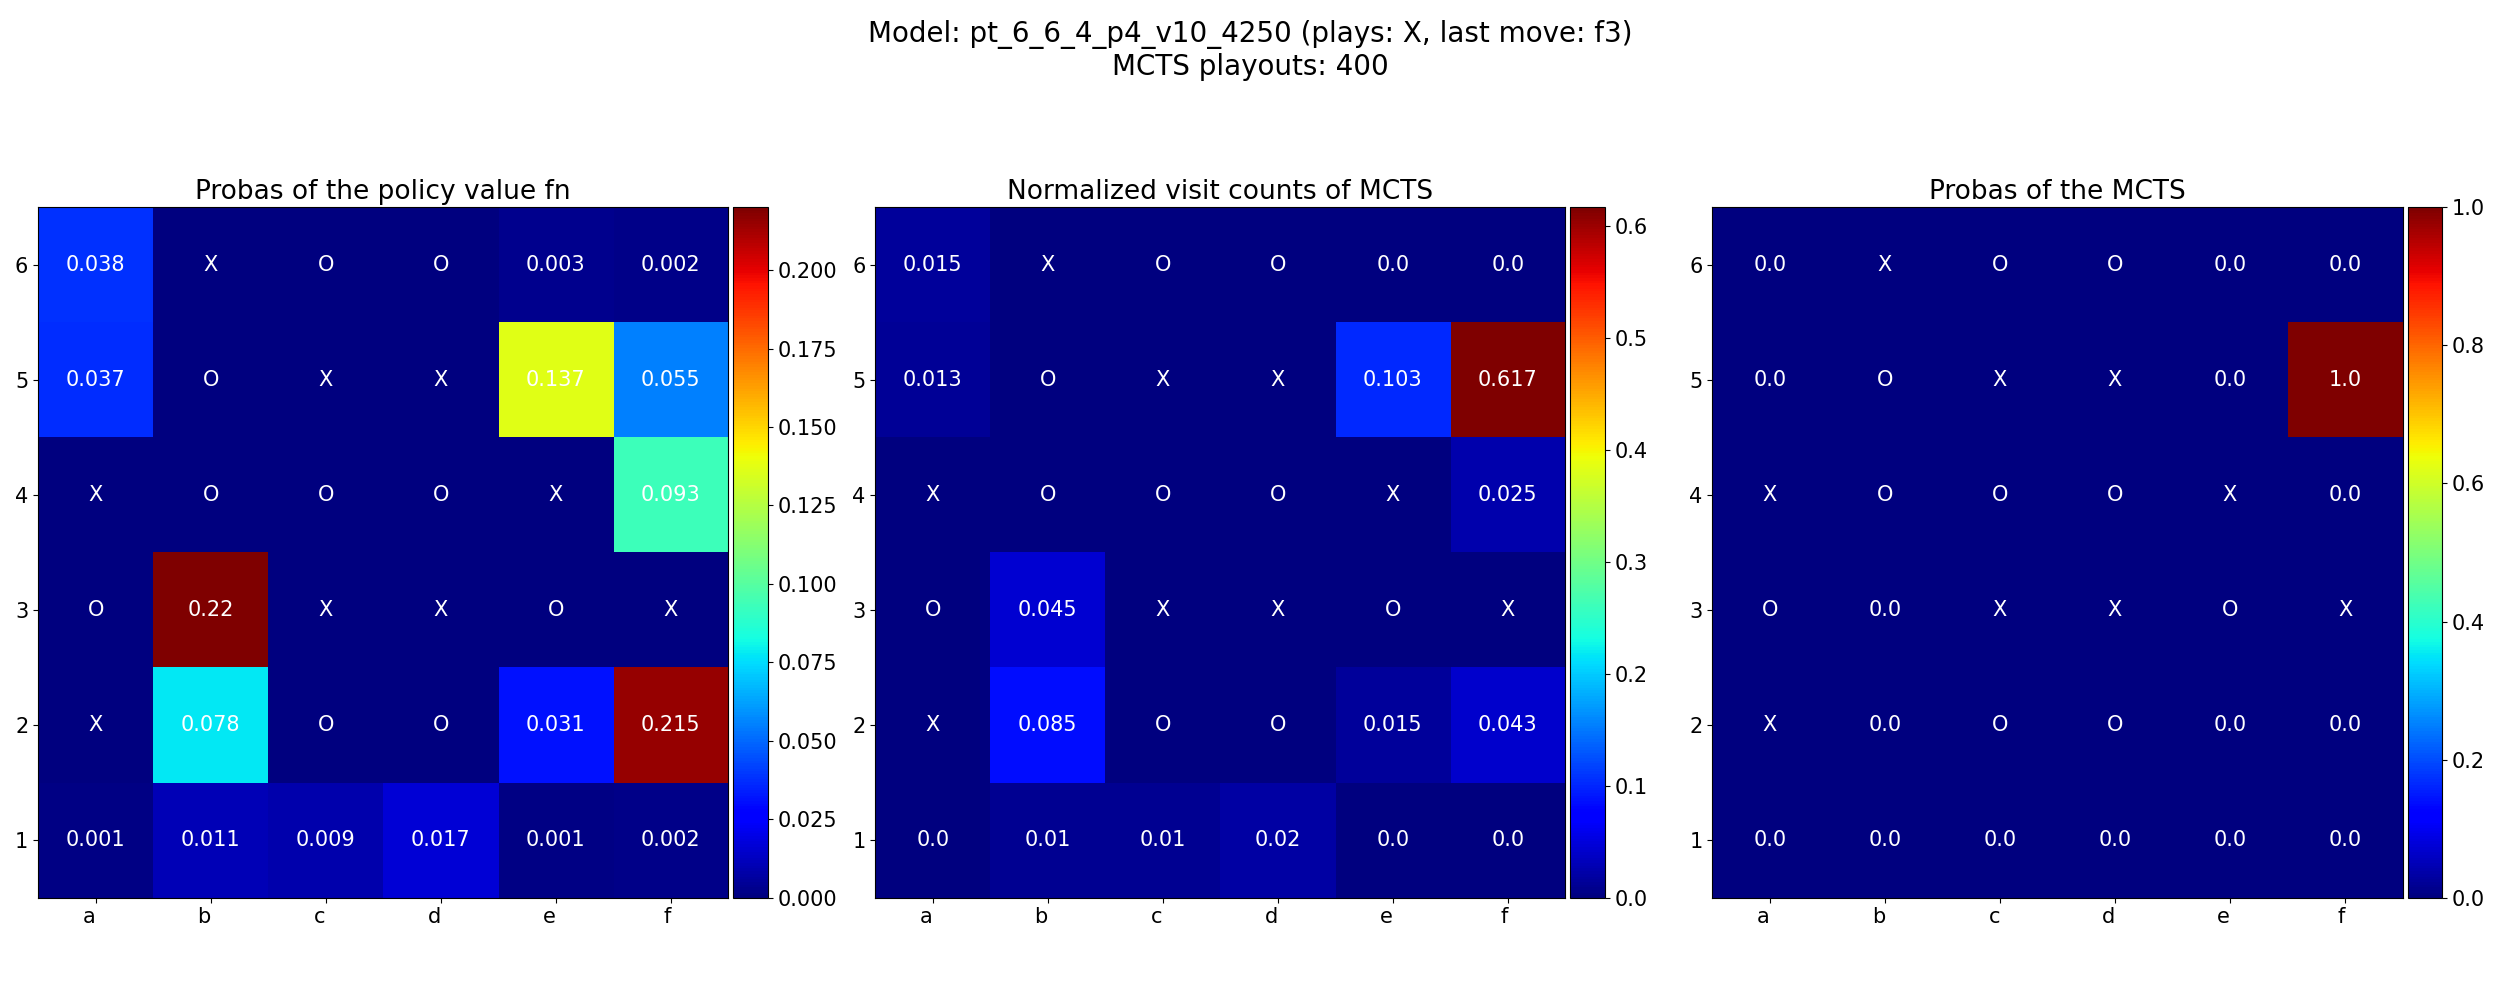 Model: pt_6_6_4_p4_v10_4250 (plays: X, last move: f3)
MCTS playouts: 400
Probas of the policy value fn
6 0.038 X O O 0.003 0.002
5 0.037 O X X 0.137 0.055
4 X O O O X 0.093
3 O 0.22 X X O X
2 X 0.078 O O 0.031 0.215
1 0.001 0.011 0.009 0.017 0.001 0.002
a b c d e f
0.200
0.175
0.150
0.125
0.100
0.075
0.050
0.025
0.000
Normalized visit counts of MCTS
6 0.015 X O O 0.0 0.0
5 0.013 O X X 0.103 0.617
4 X O O O X 0.025
3 O 0.045 X X O X
2 X 0.085 O O 0.015 0.043
1 0.0 0.01 0.01 0.02 0.0 0.0
a b c d e f
0.6
0.5
0.4
0.3
0.2
0.1
0.0
Probas of the MCTS
6 0.0 X O O 0.0 0.0
5 0.0 O X X 0.0 1.0
4 X O O O X 0.0
3 O 0.0 X X O X
2 X 0.0 O O 0.0 0.0
1 0.0 0.0 0.0 0.0 0.0 0.0
a b c d e f
1.0
0.8
0.6
0.4
0.2
0.0